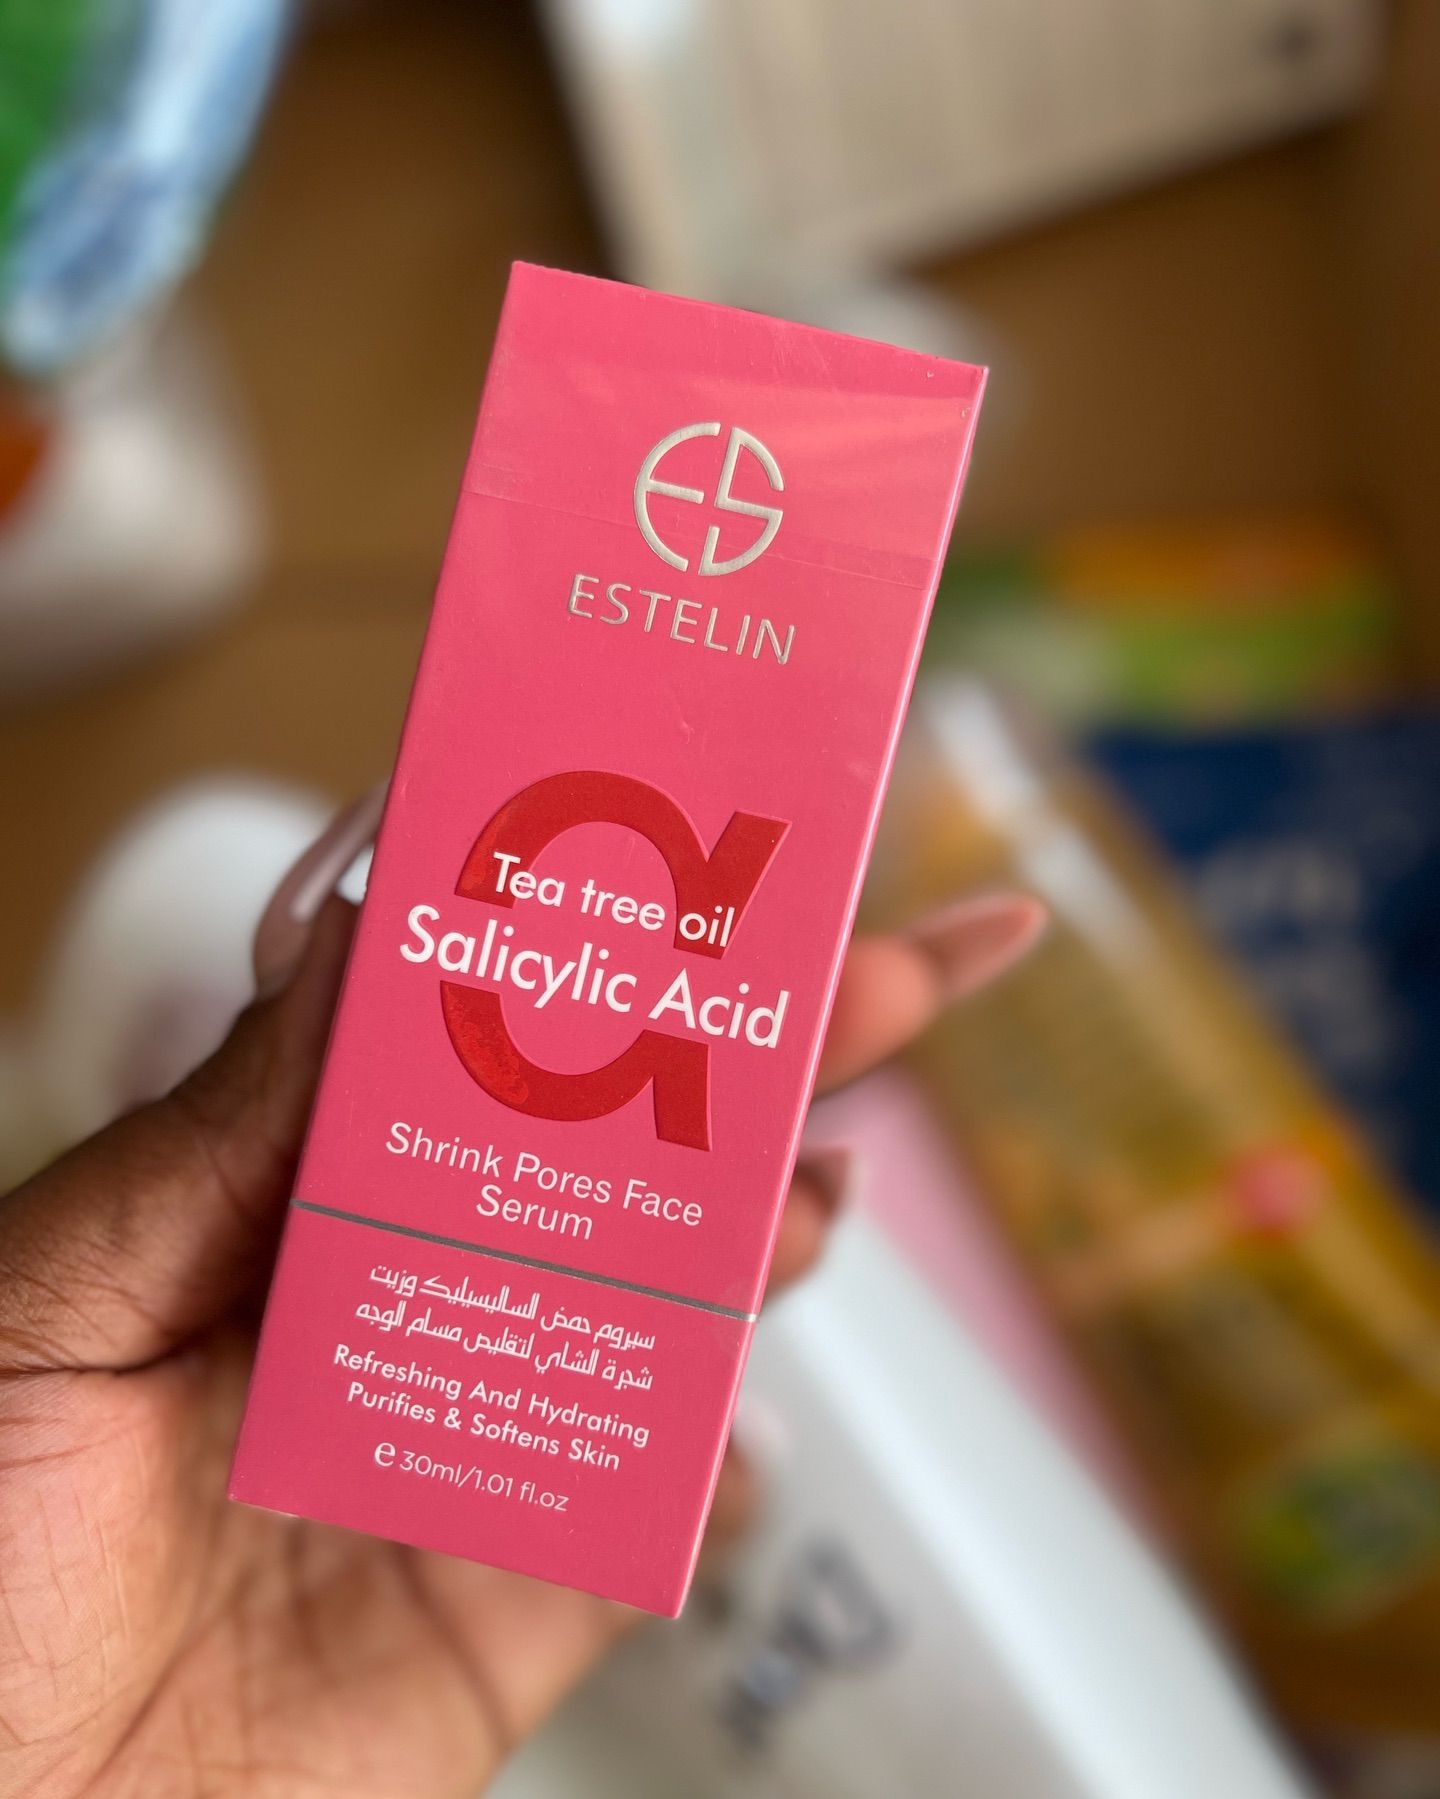 ES
ESTELIN
Tea tree oil
Salicylic Acid
Shrink Pores Face
Serum
سيروم حمض الساليسيليك وزيت
شجرة الشاي لتقليص مسام الوجه
Refreshing And Hydrating
Purifies & Softens Skin
℮ 30ml/1.01 fl.oz